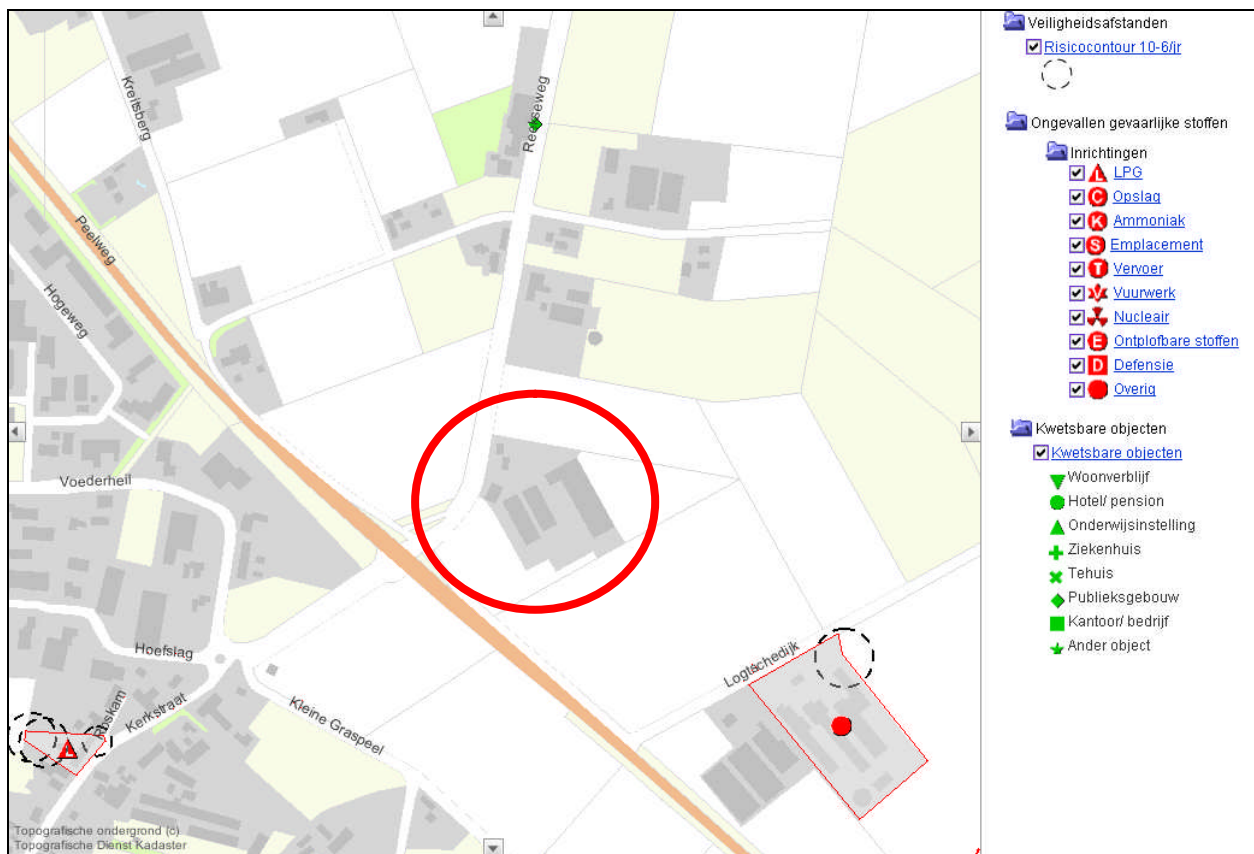 Kreitsberg
Reekseweg
Peelweg
Hogeweg
Voederheil
Hoefslag
Roskam
Kerkstraat
Kleine Graspeel
Logtschedijk
Topografische ondergrond (c)
Topografische Dienst Kadaster
Veiligheidsafstanden
Risicocontour 10-6/jr
Ongevallen gevaarlijke stoffen
Inrichtingen
L LPG
C Opslag
K Ammoniak
S Emplacement
T Vervoer
V Vuurwerk
Nucleair
E Ontplofbare stoffen
D Defensie
Overig
Kwetsbare objecten
Kwetsbare objecten
Woonverblijf
Hotel/ pension
Onderwijsinstelling
Ziekenhuis
Tehuis
Publieksgebouw
Kantoor/ bedrijf
Ander object
L